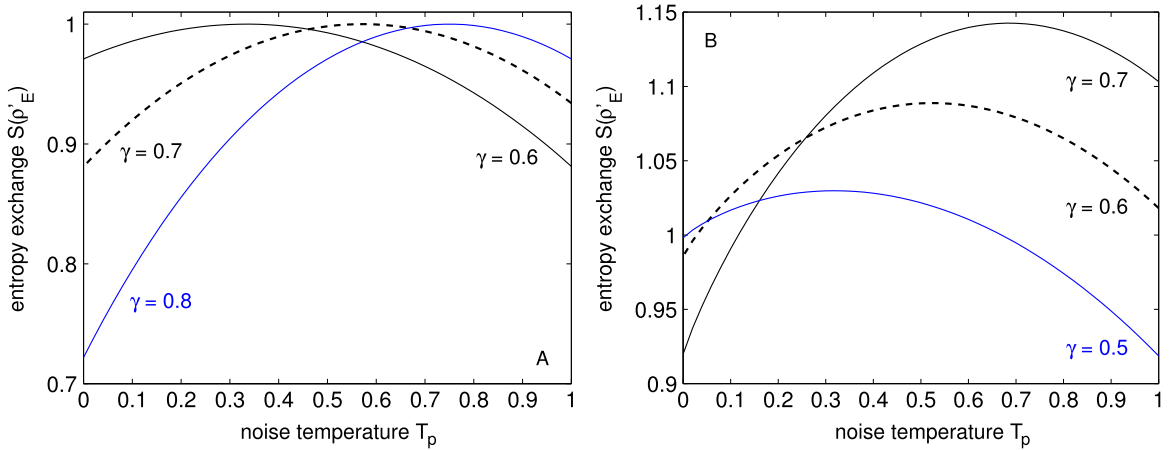 1
0.9
0.8
0.7
entropy exchange S(ρ'E)
γ = 0.7
γ = 0.6
γ = 0.8
A
0 0.1 0.2 0.3 0.4 0.5 0.6 0.7 0.8 0.9 1
noise temperature Tp
1.15
1.1
1.05
1
0.95
0.9
entropy exchange S(ρ'E)
B
γ = 0.7
γ = 0.6
γ = 0.5
0 0.1 0.2 0.3 0.4 0.5 0.6 0.7 0.8 0.9 1
noise temperature Tp